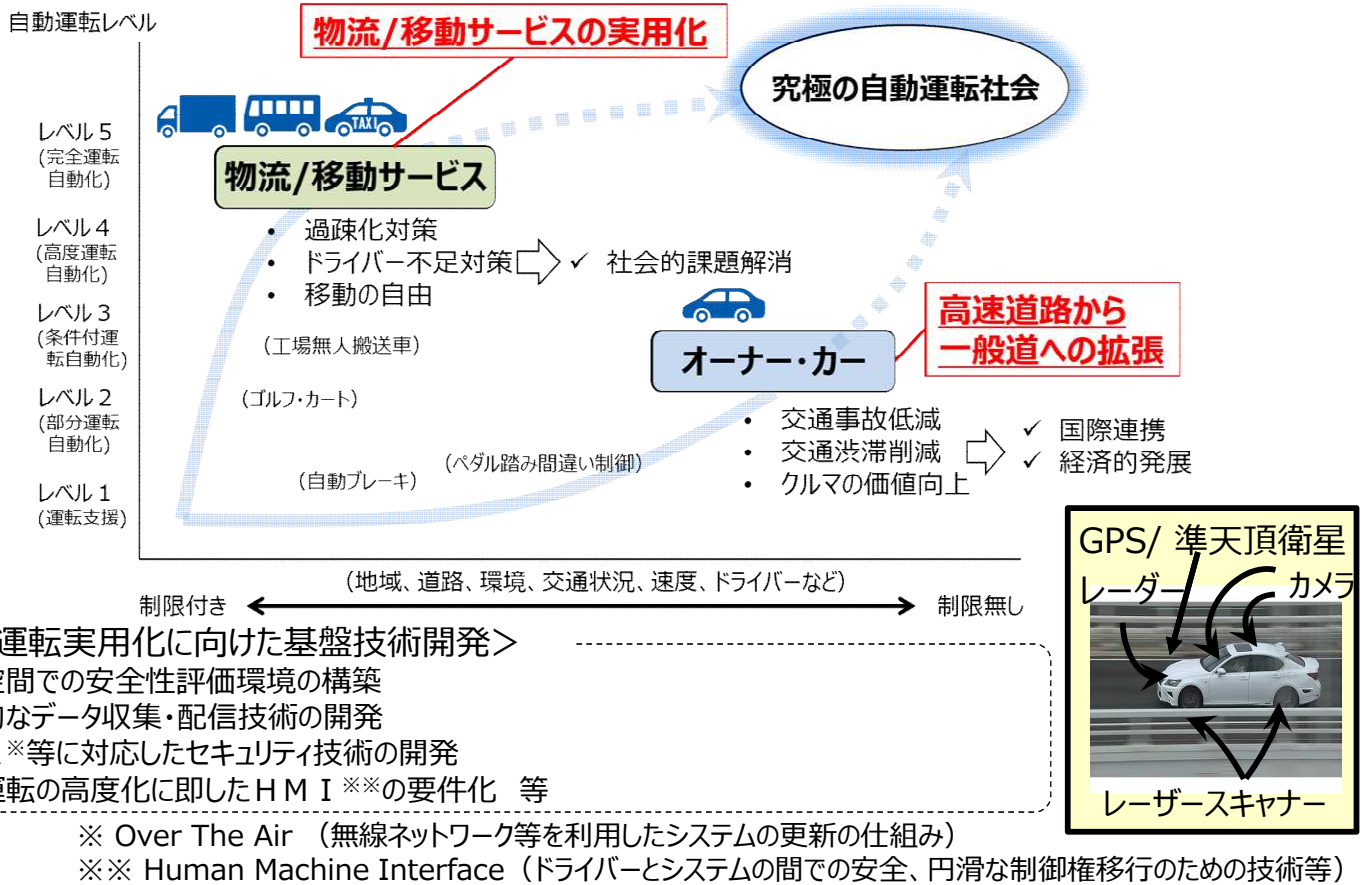 自動運転レベル
物流/移動サービスの実用化
究極の自動運転社会
TAXI
レベル５
(完全運転
自動化)
物流/移動サービス
レベル４
(高度運転
自動化)
• 過疎化対策
• ドライバー不足対策
• 移動の自由
✓ 社会的課題解消
レベル３
(条件付運
転自動化)
(工場無人搬送車)
高速道路から
一般道への拡張
オーナー・カー
レベル２
(部分運転
自動化)
(ゴルフ・カート)
• 交通事故低減
• 交通渋滞削減
• クルマの価値向上
✓ 国際連携
✓ 経済的発展
(ペダル踏み間違い制御)
(自動ブレーキ)
レベル１
(運転支援)
(地域、道路、環境、交通状況、速度、ドライバーなど)
制限付き
制限無し
GPS/ 準天頂衛星
レーダー
カメラ
レーザースキャナー
運転実用化に向けた基盤技術開発＞
空間での安全性評価環境の構築
なデータ収集・配信技術の開発
※等に対応したセキュリティ技術の開発
運転の高度化に即したＨＭＩ※※の要件化　等
※ Over The Air （無線ネットワーク等を利用したシステムの更新の仕組み）
※※ Human Machine Interface（ドライバーとシステムの間での安全、円滑な制御権移行のための技術等）